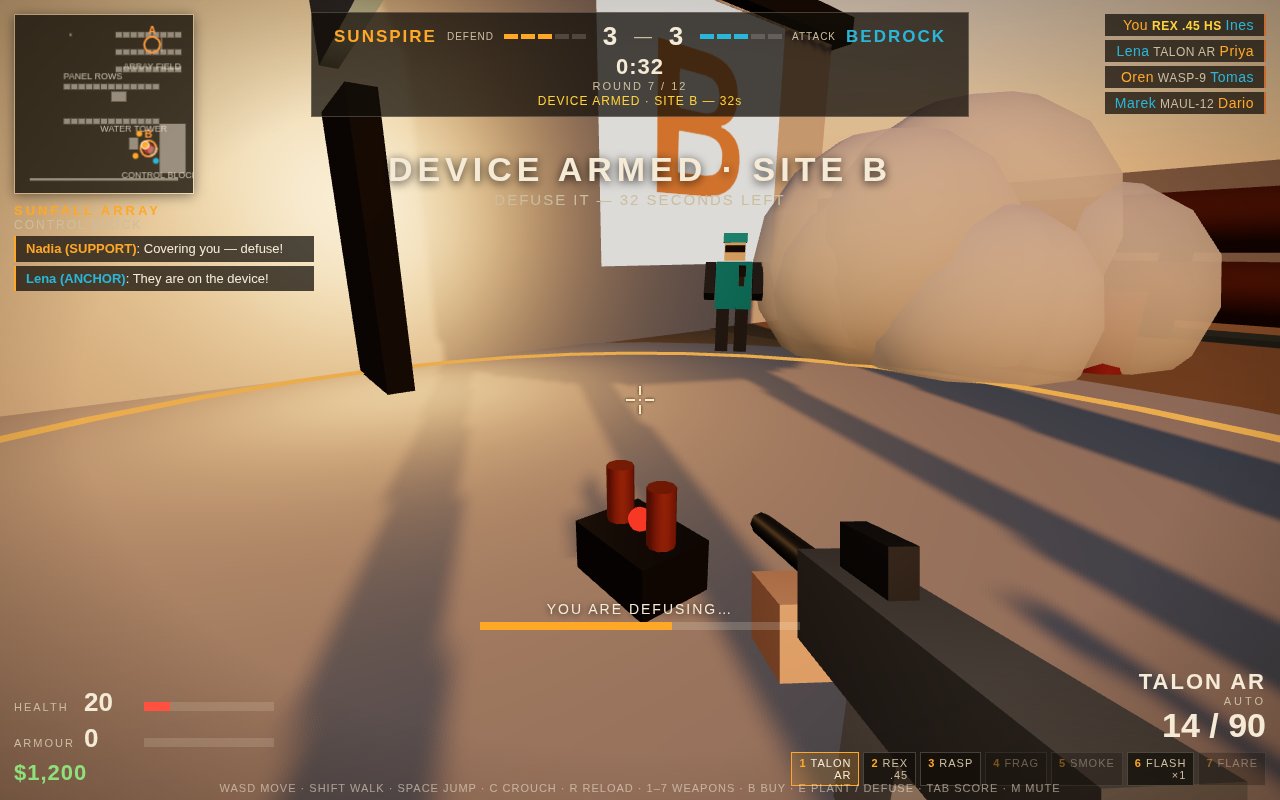 SUNSPIRE DEFEND 3 — 3 ATTACK BEDROCK
0:32
ROUND 7 / 12
DEVICE ARMED · SITE B — 32s
B
DEVICE ARMED · SITE B
DEFUSE IT — 32 SECONDS LEFT
A
ARRAY FIELD
PANEL ROWS
WATER TOWER
B
CONTROL BLOCK
SUNFALL ARRAY
CONTROL BLOCK
Nadia (SUPPORT): Covering you — defuse!
Lena (ANCHOR): They are on the device!
You REX .45 HS Ines
Lena TALON AR Priya
Oren WASP-9 Tomas
Marek MAUL-12 Dario
YOU ARE DEFUSING…
HEALTH 20
ARMOUR 0
$1,200
TALON AR
AUTO
14 / 90
1 TALON AR
2 REX .45
3 RASP
4 FRAG
5 SMOKE
6 FLASH ×1
7 FLARE
WASD MOVE · SHIFT WALK · SPACE JUMP · C CROUCH · R RELOAD · 1–7 WEAPONS · B BUY · E PLANT / DEFUSE · TAB SCORE · M MUTE